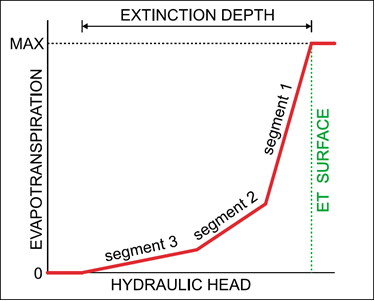 EXTINCTION DEPTH
MAX
EVAPOTRANSPIRATION
segment 1
segment 2
segment 3
ET SURFACE
0
HYDRAULIC HEAD